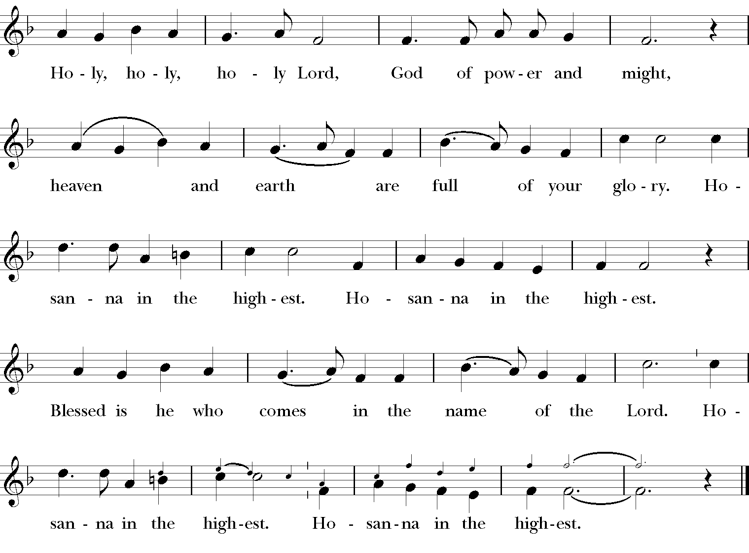 Ho - ly, ho - ly, ho - ly Lord, God of pow - er and might,
heaven and earth are full of your glo - ry. Ho -
san - na in the high - est. Ho - san - na in the high - est.
Blessed is he who comes in the name of the Lord. Ho -
san - na in the high - est. Ho - san - na in the high - est.